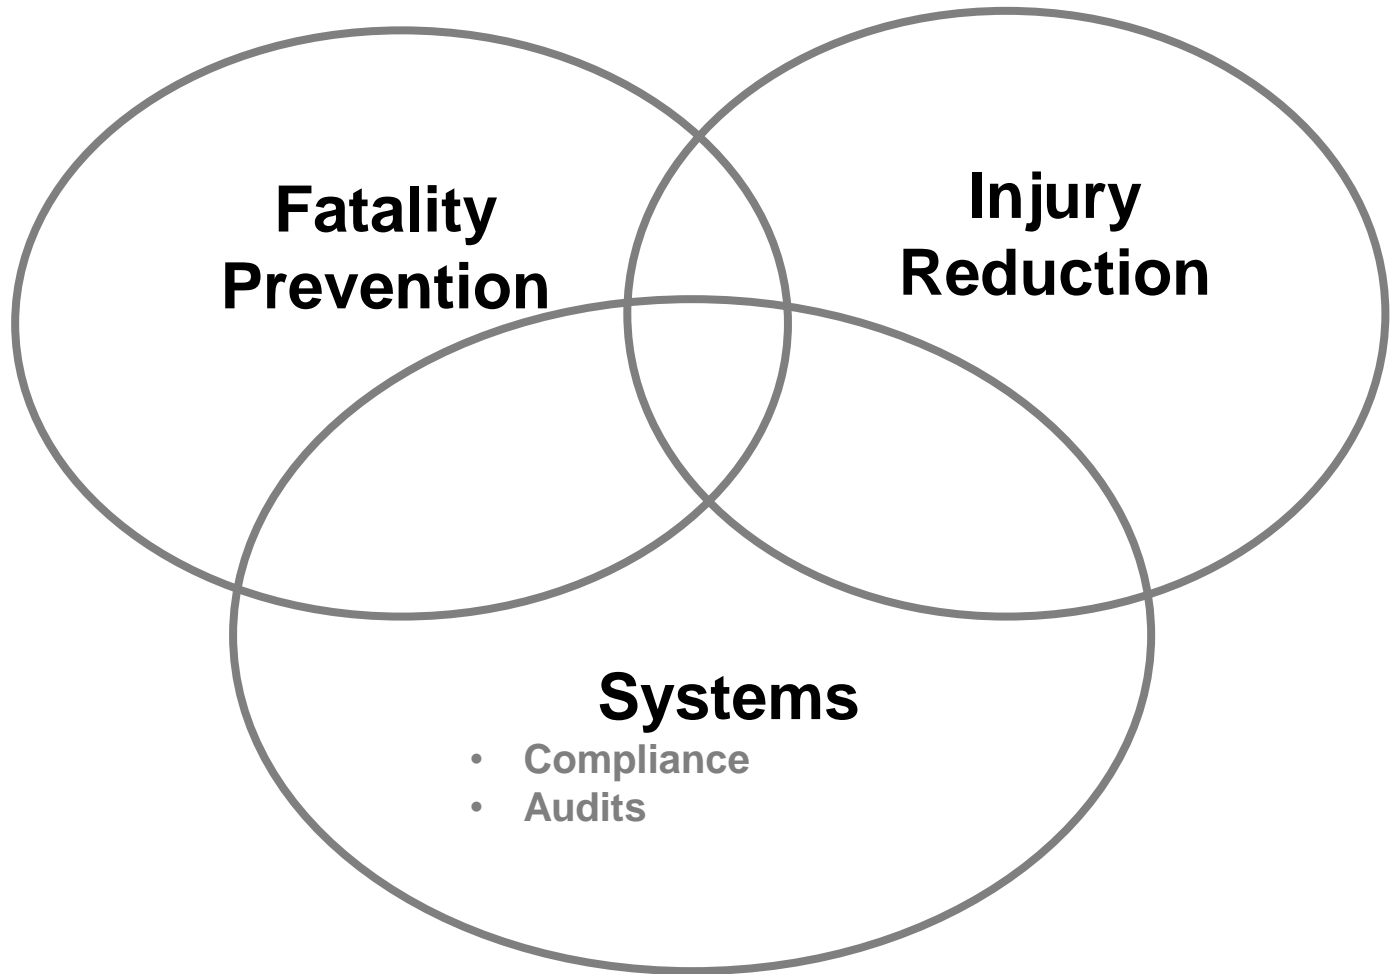 Fatality
Prevention
Injury
Reduction
Systems
• Compliance
• Audits